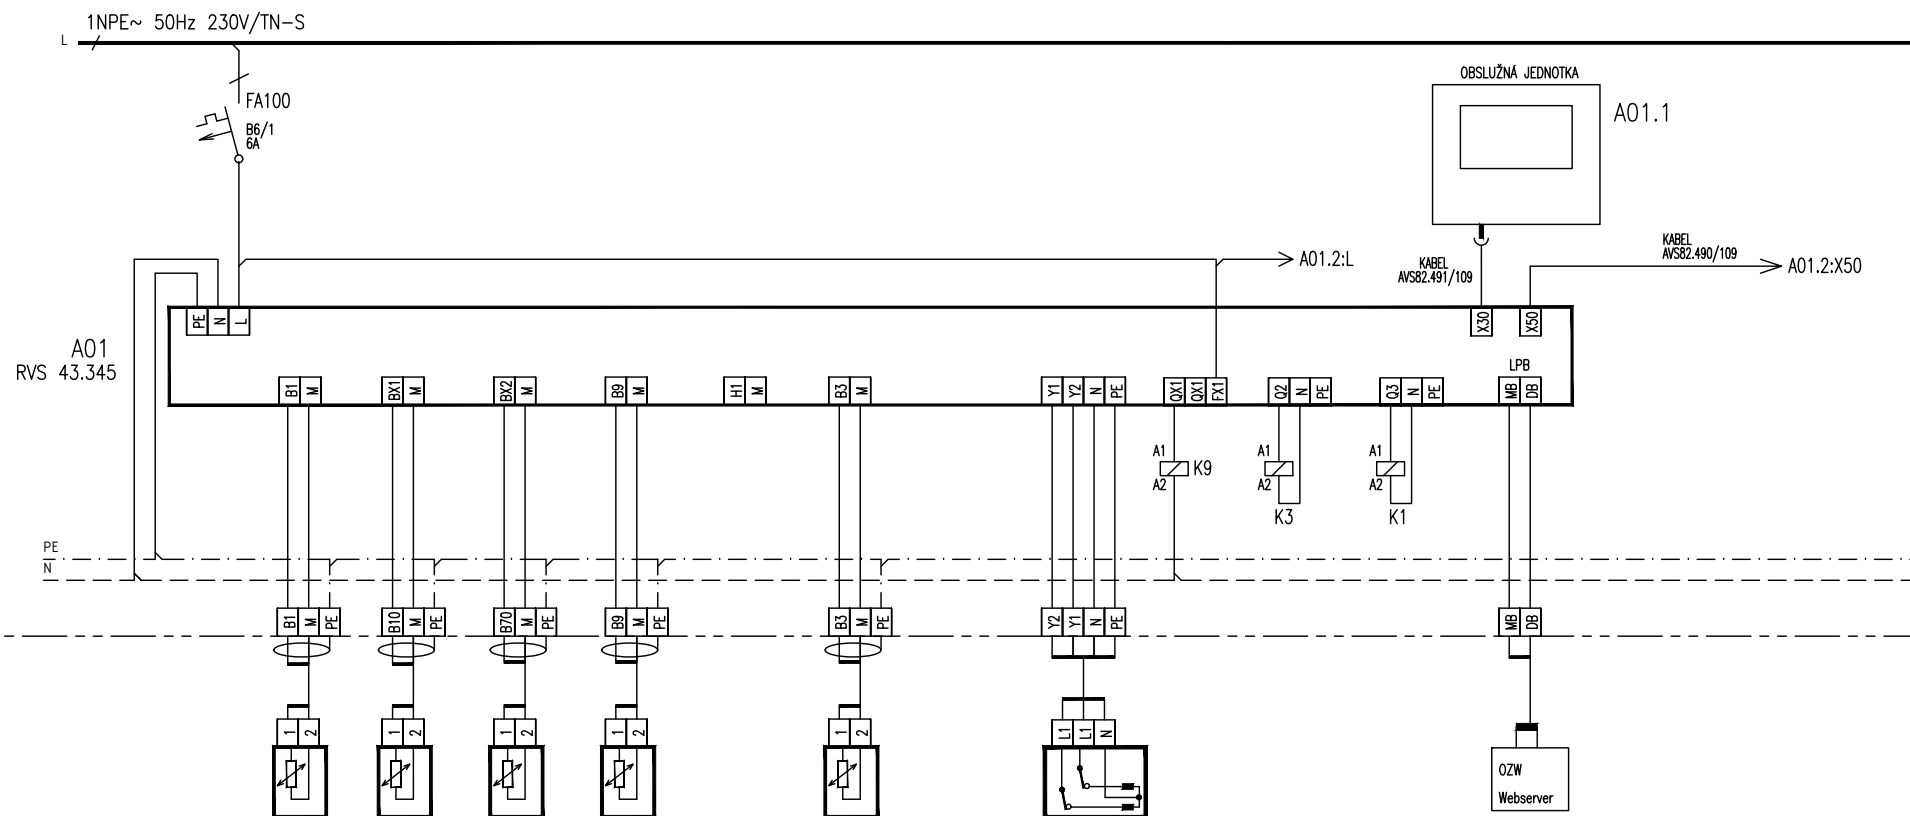 1NPE~ 50Hz 230V/TN-S
L
OBSLUŽNÁ JEDNOTKA
A01.1
FA100
B6/1
6A
KABEL
AVS82.490/109
A01.2:L
KABEL
AVS82.491/109
A01.2:X50
PE N L
X30 X50
A01
RVS 43.345
LPB
B1 M BX1 M BX2 M B9 M H1 M B3 M Y1 Y2 N PE QX1 QX1 FX1 Q2 N PE Q3 N PE MB DB
A1 A1 A1
K9
A2 A2 A2
K3 K1
PE
N
B1 M PE B10 M PE B70 M PE B9 M PE B3 M PE Y2 Y1 N PE MB DB
1 2 1 2 1 2 1 2 1 2 L1 L1 N
OZW
Webserver